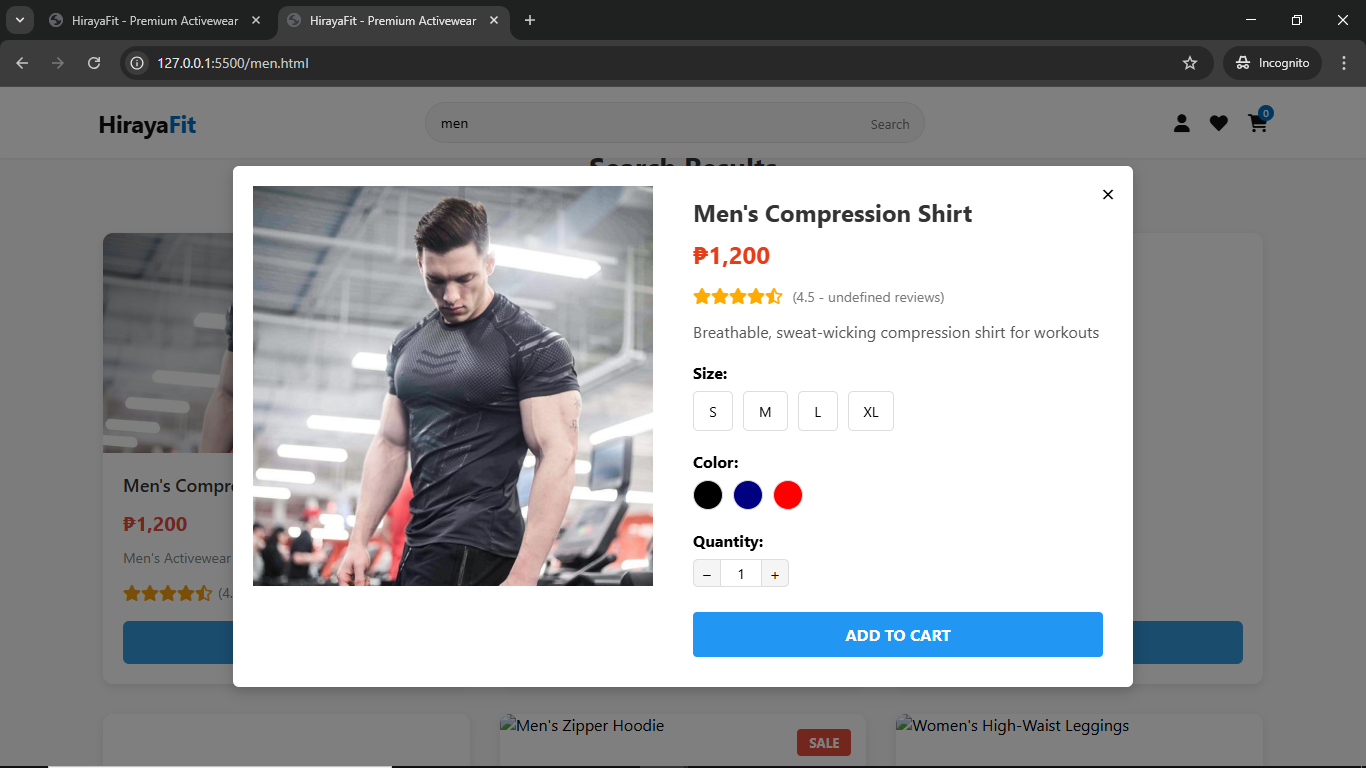 HirayaFit - Premium Activewear
HirayaFit - Premium Activewear
127.0.0.1:5500/men.html
Incognito
HirayaFit
men
Search
0
Search Results
Men's Compression Shirt
₱1,200
(4.5 - undefined reviews)
Breathable, sweat-wicking compression shirt for workouts
Size:
S M L XL
Color:
Quantity:
− 1 +
ADD TO CART
Men's Compre
₱1,200
Men's Activewear
(4.
Men's Zipper Hoodie
SALE
Women's High-Waist Leggings